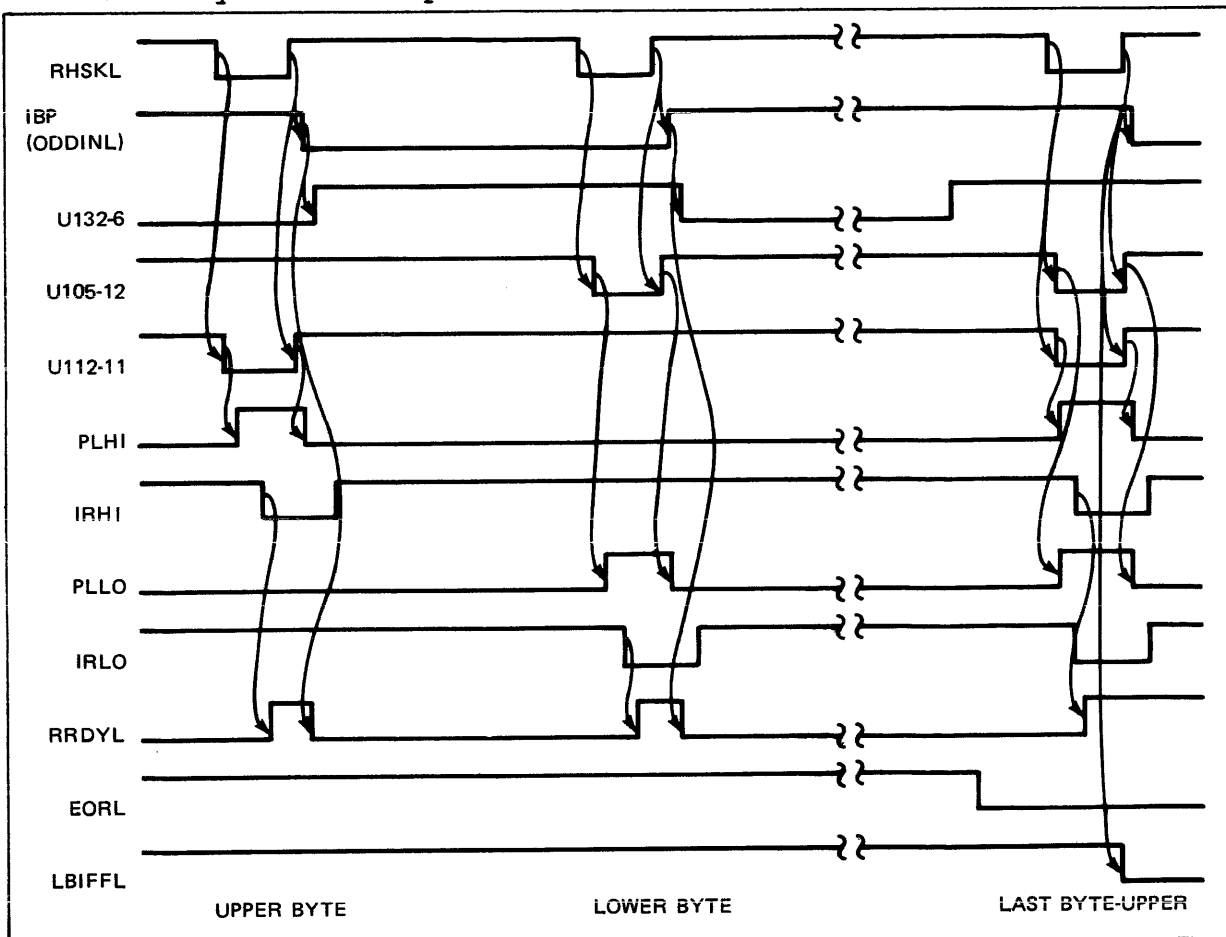 RHSKL
iBP
(ODDINL)
U132-6
U105-12
U112-11
PLHI
IRHI
PLLO
IRLO
RRDYL
EORL
LBIFFL
UPPER BYTE LOWER BYTE LAST BYTE-UPPER